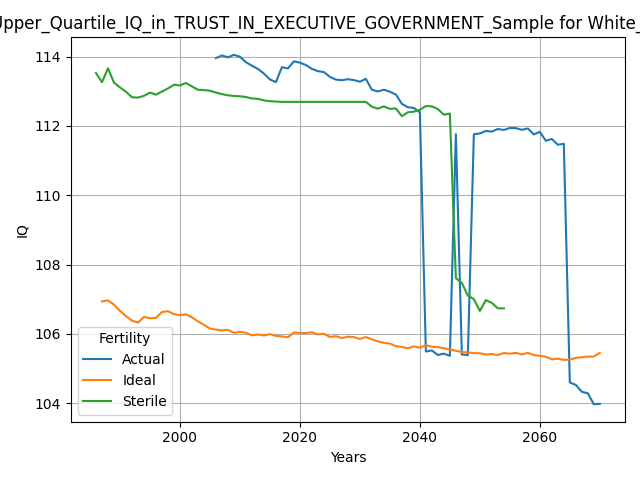 Upper_Quartile_IQ_in_TRUST_IN_EXECUTIVE_GOVERNMENT_Sample for White_
114
112
110
108
106
104
IQ
Fertility
Actual
Ideal
Sterile
2000
2020
2040
2060
Years